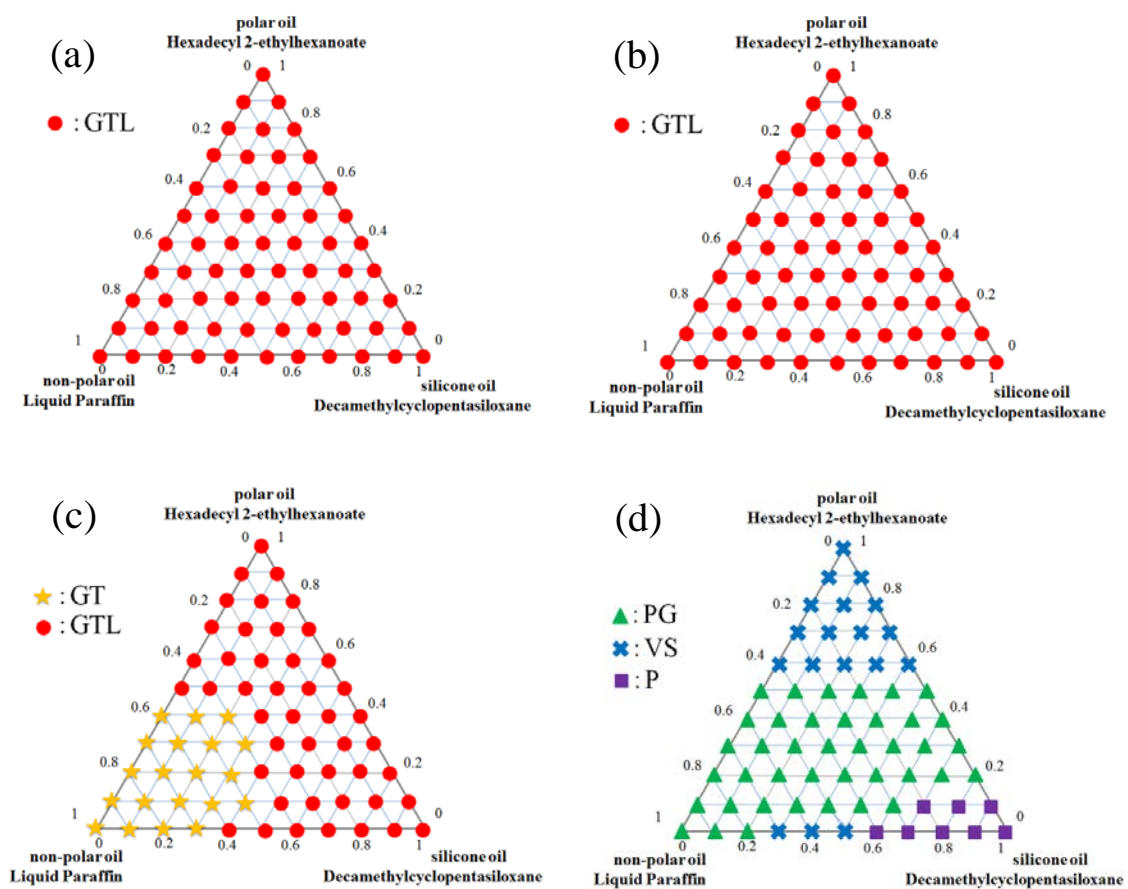 (a)
polar oil
Hexadecyl 2-ethylhexanoate
: GTL
0 1
0.2 0.8
0.4 0.6
0.6 0.4
0.8 0.2
1 0
0 0.2 0.4 0.6 0.8 1
non-polar oil silicone oil
Liquid Paraffin Decamethylcyclopentasiloxane
(b)
polar oil
Hexadecyl 2-ethylhexanoate
: GTL
0 1
0.2 0.8
0.4 0.6
0.6 0.4
0.8 0.2
1 0
0 0.2 0.4 0.6 0.8 1
non-polar oil silicone oil
Liquid Paraffin Decamethylcyclopentasiloxane
(c)
polar oil
Hexadecyl 2-ethylhexanoate
: GT
: GTL
0 1
0.2 0.8
0.4 0.6
0.6 0.4
0.8 0.2
1 0
0 0.2 0.4 0.6 0.8 1
non-polar oil silicone oil
Liquid Paraffin Decamethylcyclopentasiloxane
(d)
polar oil
Hexadecyl 2-ethylhexanoate
: PG
: VS
: P
0 1
0.2 0.8
0.4 0.6
0.6 0.4
0.8 0.2
1 0
0 0.2 0.4 0.6 0.8 1
non-polar oil silicone oil
Liquid Paraffin Decamethylcyclopentasiloxane